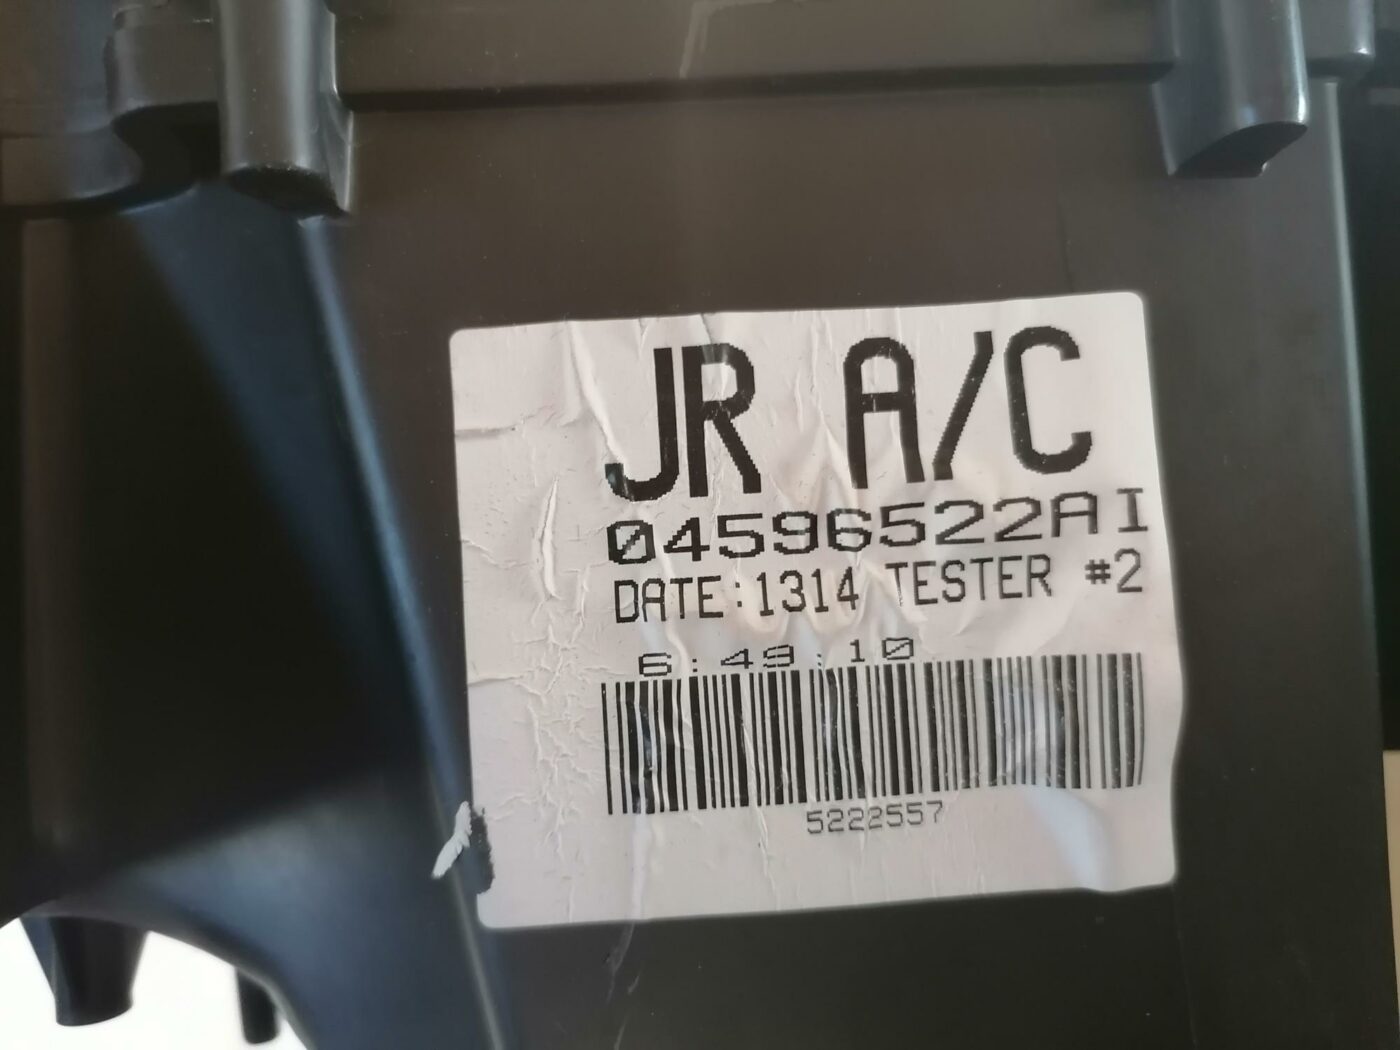 JR A/C
04596522AI
DATE:1314 TESTER #2
6:49:10
5222557